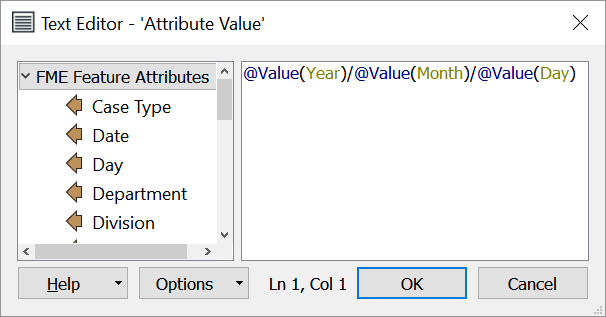 Text Editor - 'Attribute Value'
FME Feature Attributes
Case Type
Date
Day
Department
Division
@Value(Year)/@Value(Month)/@Value(Day)
Help
Options
Ln 1, Col 1
OK
Cancel